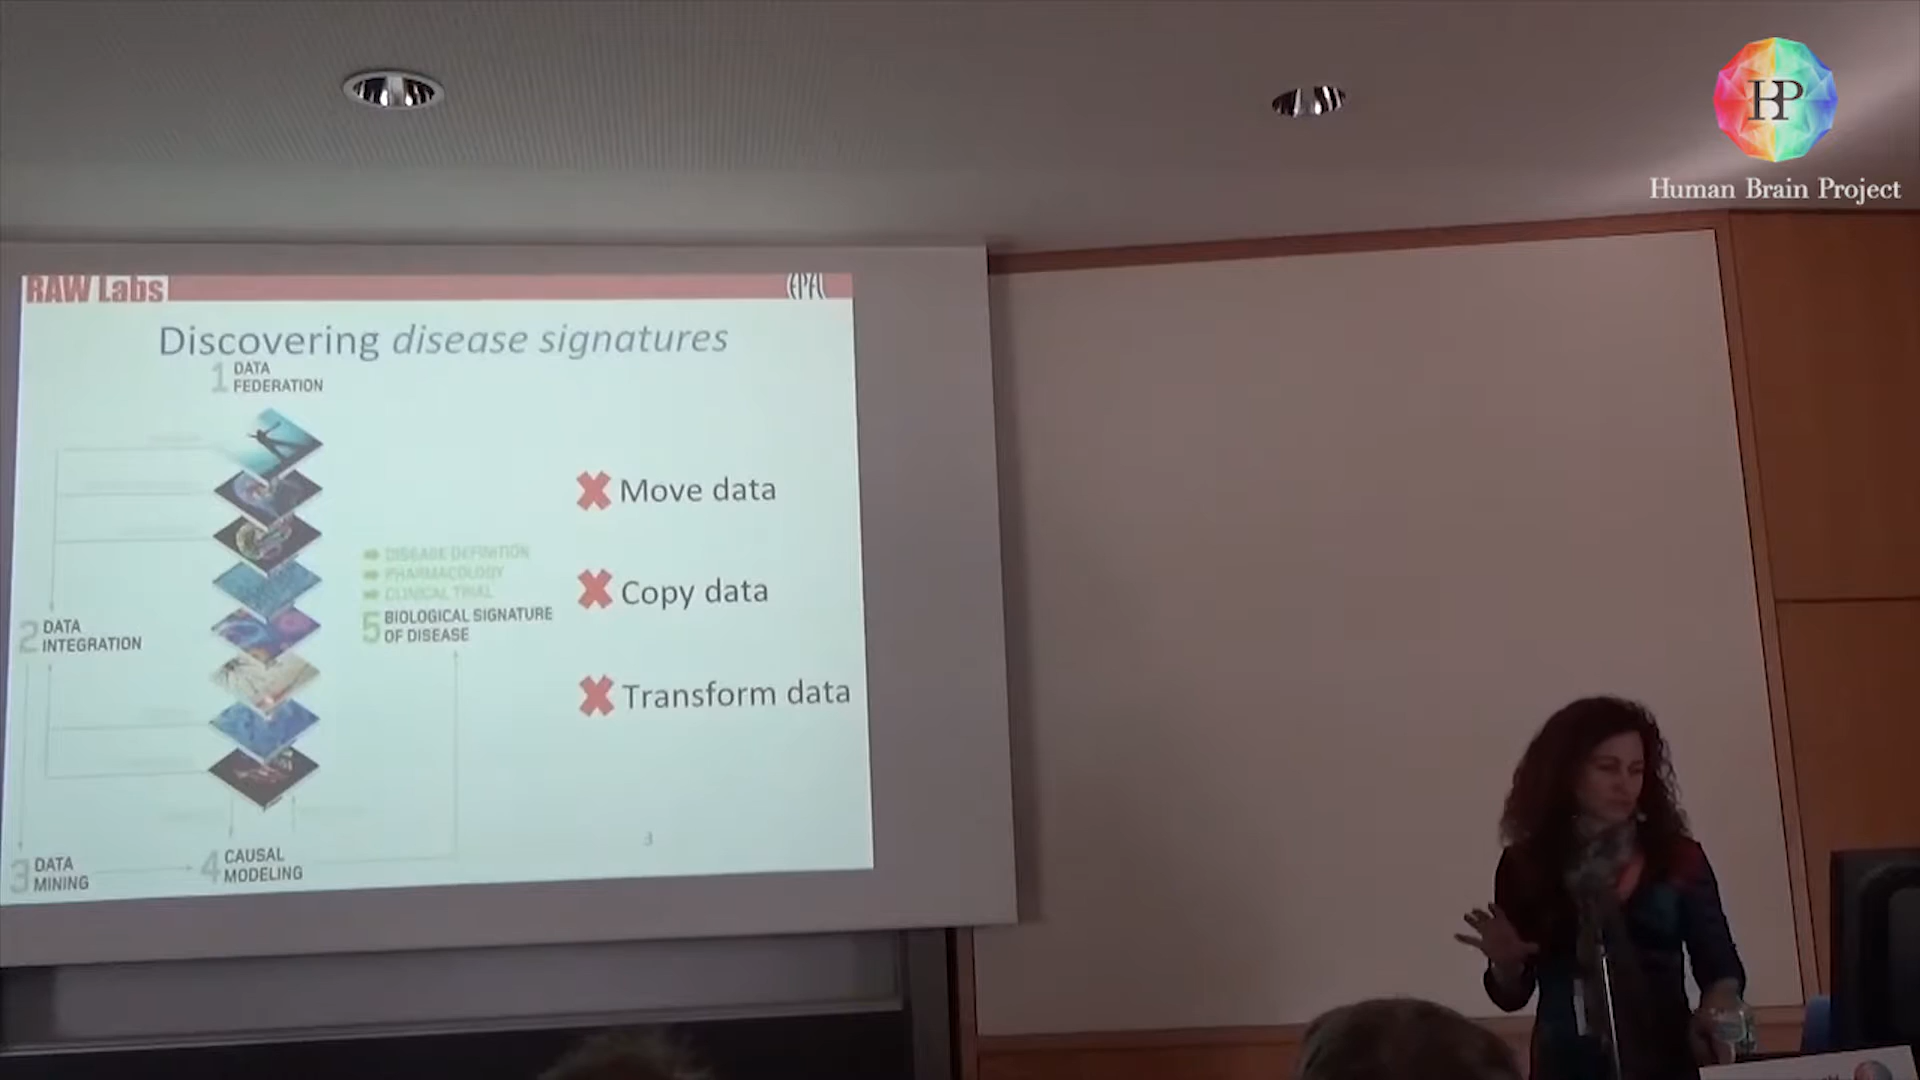 HBP
Human Brain Project
RAW Labs
EPFL
Discovering disease signatures
1 DATA
FEDERATION
Move data
DISEASE DEFINITION
PHARMACOLOGY
CLINICAL TRIAL
Copy data
5 BIOLOGICAL SIGNATURE
OF DISEASE
2 DATA
INTEGRATION
Transform data
3
3 DATA
MINING
4 CAUSAL
MODELING